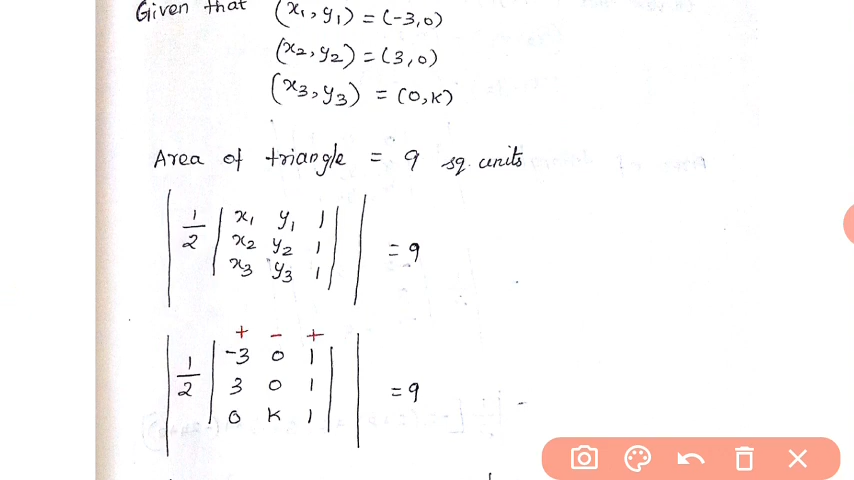 Given that (x₁, y₁) = (-3, 0)
(x₂, y₂) = (3, 0)
(x₃, y₃) = (0, K)
Area of triangle = 9 sq. units
| 1/2 | x₁ y₁ 1
x₂ y₂ 1
x₃ y₃ 1 | | = 9
+ - +
| 1/2 | -3 0 1
3 0 1
0 K 1 | | = 9